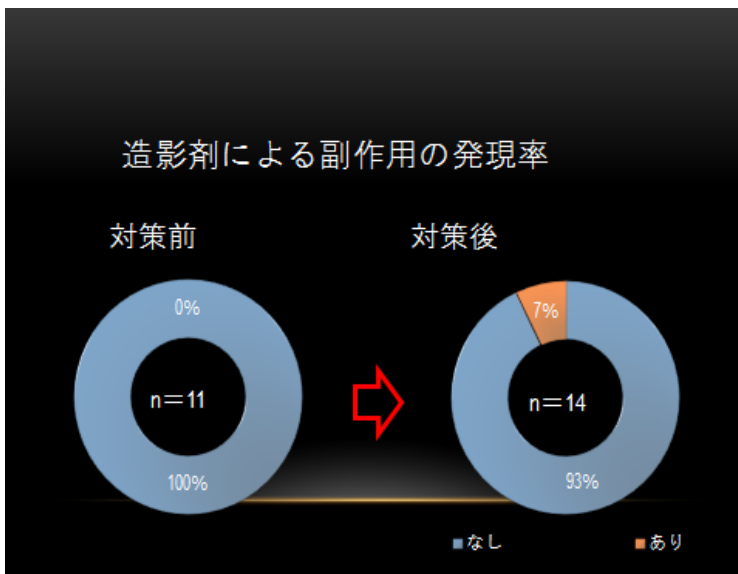 造影剤による副作用の発現率
対策前
対策後
0%
n=11
100%
7%
n=14
93%
なし
あり